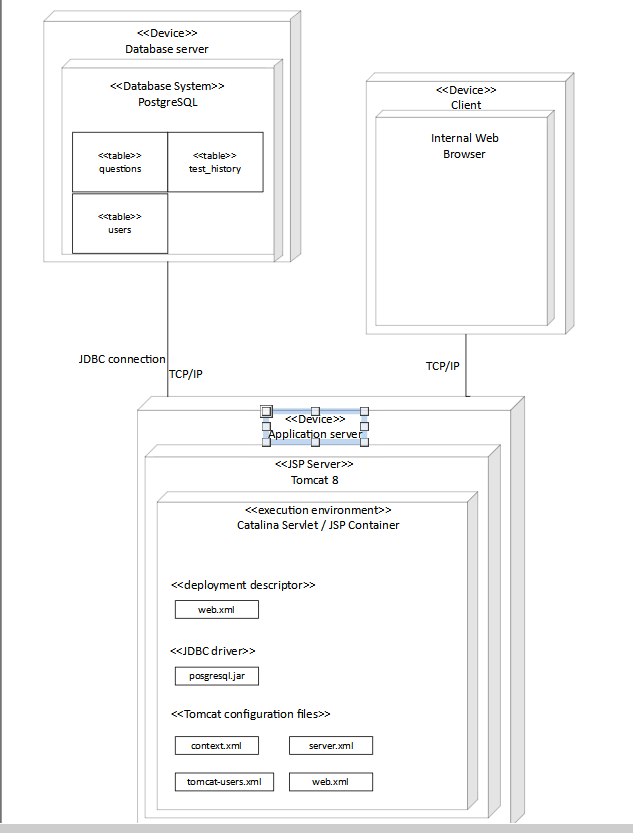 <<Device>>
Database server
<<Database System>>
PostgreSQL
<<table>>
questions
<<table>>
test_history
<<table>>
users
<<Device>>
Client
Internal Web
Browser
JDBC connection
TCP/IP
TCP/IP
<<Device>>
Application server
<<JSP Server>>
Tomcat 8
<<execution environment>>
Catalina Servlet / JSP Container
<<deployment descriptor>>
web.xml
<<JDBC driver>>
posgresql.jar
<<Tomcat configuration files>>
context.xml
server.xml
tomcat-users.xml
web.xml